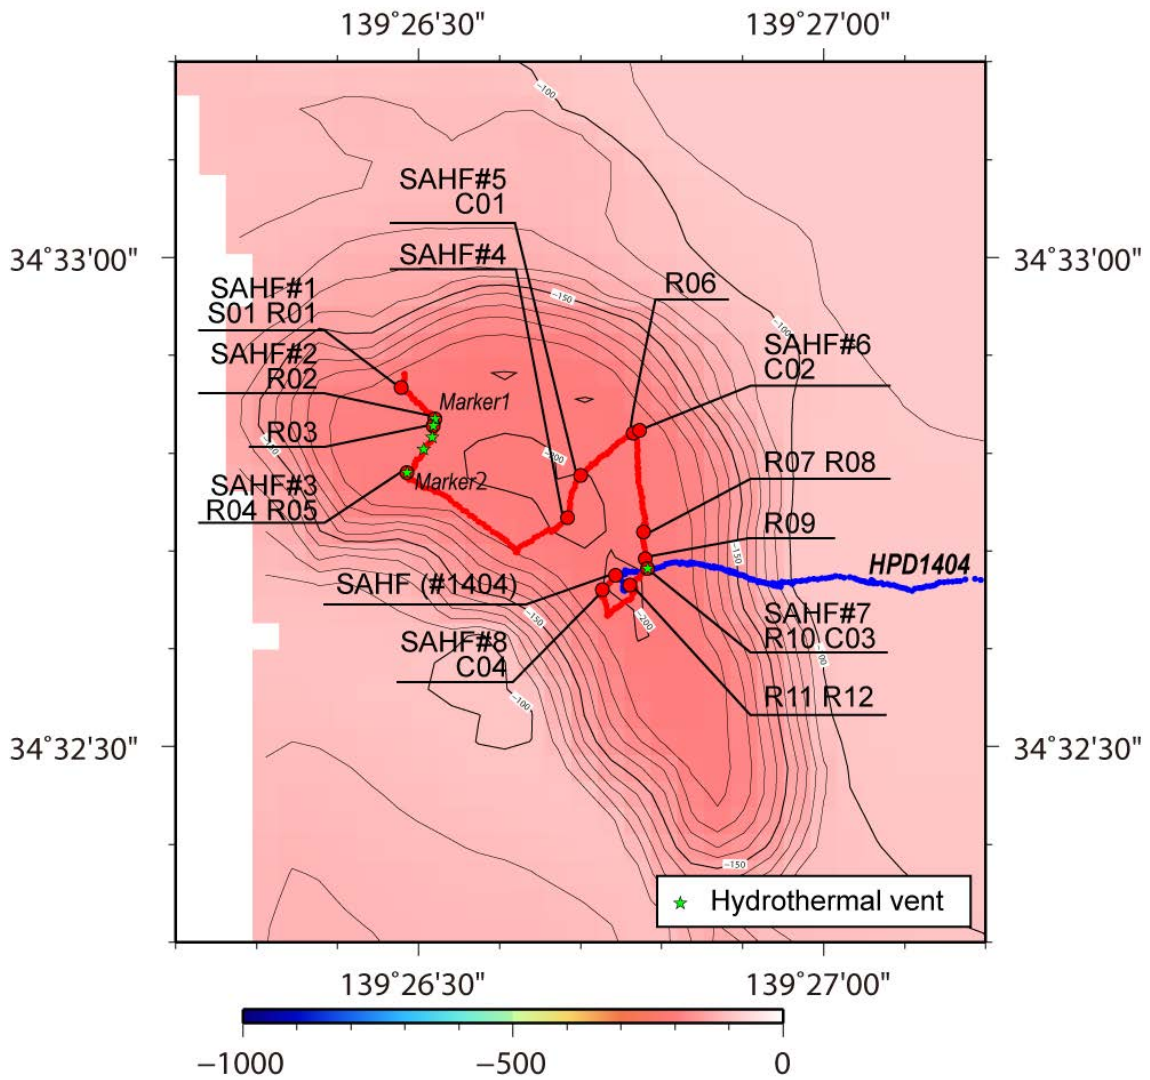 139°26'30"
139°27'00"
−100
SAHF#5
C01
SAHF#4
34°33'00"
34°33'00"
R06
SAHF#1
S01 R01
−150
−100
SAHF#6
C02
SAHF#2
R02
Marker1
R03
−200
R07 R08
Marker2
SAHF#3
R04 R05
R09
−150
HPD1404
SAHF (#1404)
−150
−200
SAHF#7
R10 C03
SAHF#8
C04
−100
−100
R11 R12
34°32'30"
34°32'30"
−150
Hydrothermal vent
139°26'30"
139°27'00"
−1000
−500
0